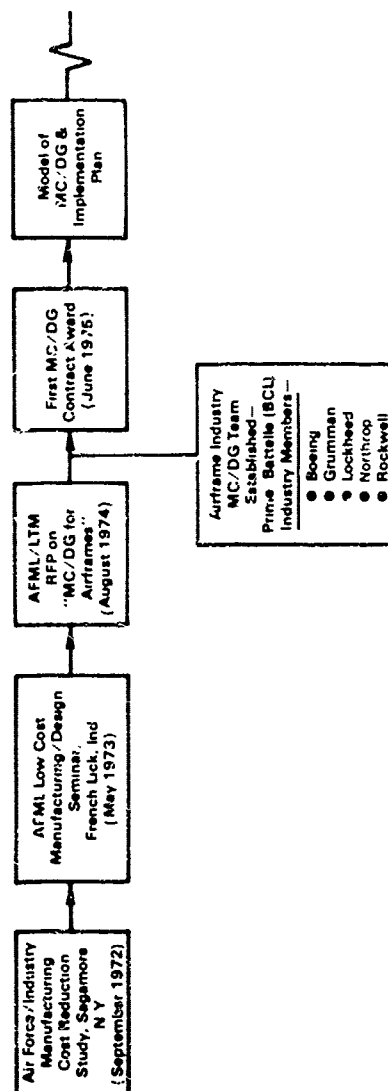 Air Force/Industry
Manufacturing
Cost Reduction
Study, Sagamore
N Y
(September 1972)
AFML Low Cost
Manufacturing/Design
Seminar,
French Lick, Ind
(May 1973)
AFML/LTM
RFP on
"MC/DG for
Airframes"
(August 1974)
First MC/DG
Contract Award
(June 1975)
Model of
MC/DG &
Implementation
Plan
Airframe Industry
MC/DG Team
Established—
Prime Battelle (BCL)
Industry Members—
● Boeing
● Grumman
● Lockheed
● Northrop
● Rockwell